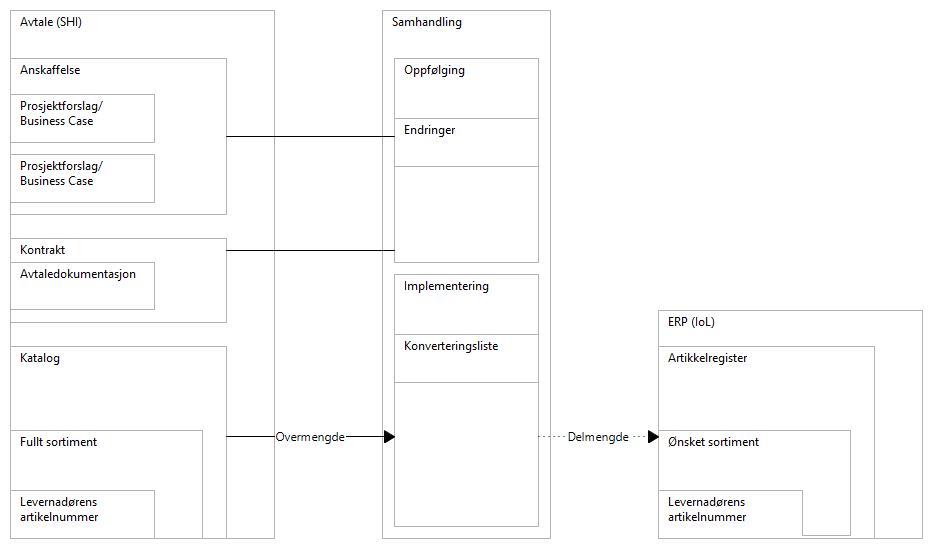 Avtale (SHI)
Anskaffelse
Prosjektforslag/
Business Case
Prosjektforslag/
Business Case
Kontrakt
Avtaledokumentasjon
Katalog
Fullt sortiment
Levernadørens
artikelnummer
Overmengde
Samhandling
Oppfølging
Endringer
Implementering
Konverteringsliste
Delmengde
ERP (IoL)
Artikkelregister
Ønsket sortiment
Levernadørens
artikelnummer